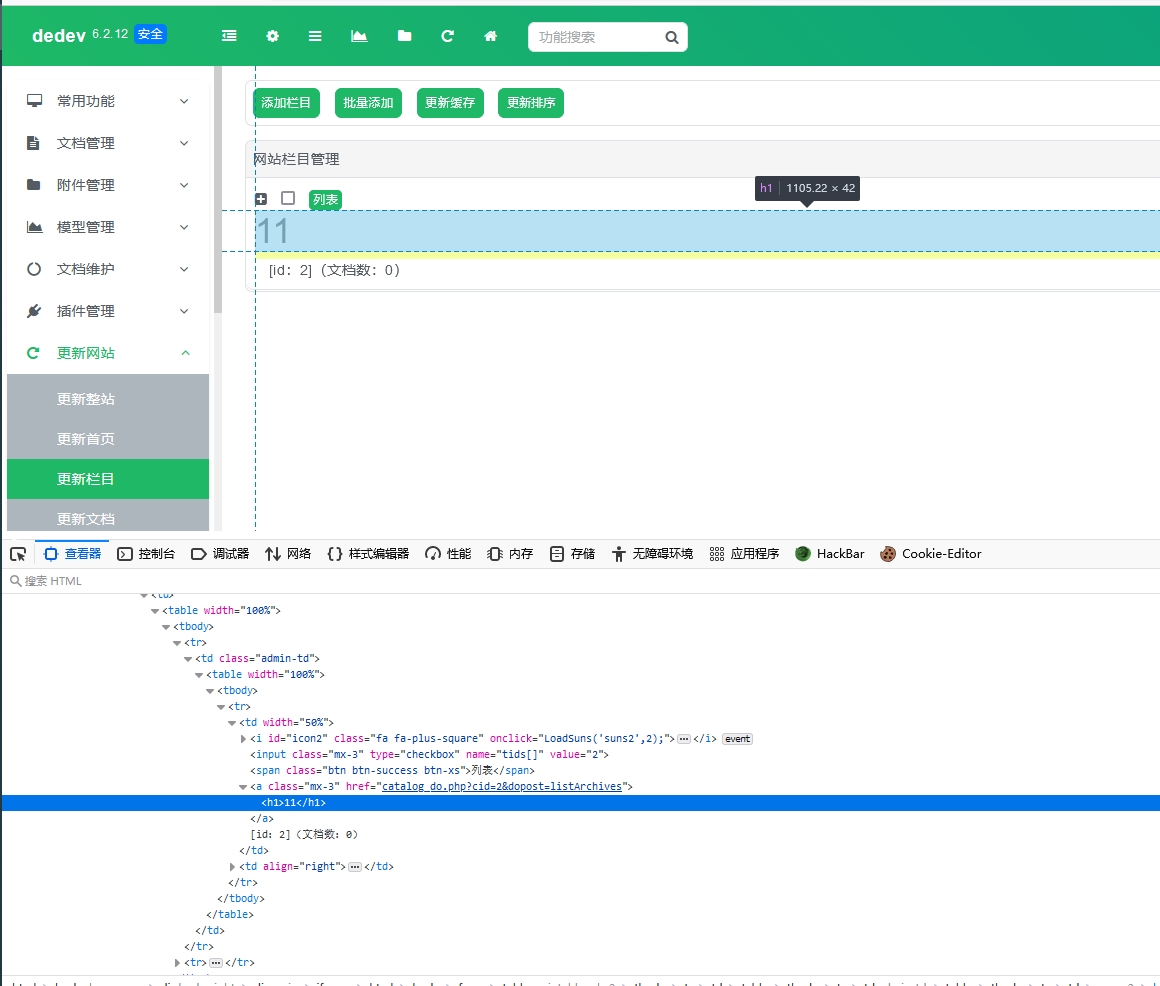 dedev 6.2.12 安全 功能搜索
常用功能
文档管理
附件管理
模型管理
文档维护
插件管理
更新网站
更新整站
更新首页
更新栏目
更新文档
添加栏目 批量添加 更新缓存 更新排序
网站栏目管理
列表
h1 1105.22 × 42
11
[id：2]（文档数：0）
查看器 控制台 调试器 网络 样式编辑器 性能 内存 存储 无障碍环境 应用程序 HackBar Cookie-Editor
搜索 HTML
<td>
<table width="100%">
<tbody>
<tr>
<td class="admin-td">
<table width="100%">
<tbody>
<tr>
<td width="50%">
<i id="icon2" class="fa fa-plus-square" onclick="LoadSuns('suns2',2);"> ··· </i> event
<input class="mx-3" type="checkbox" name="tids[]" value="2">
<span class="btn btn-success btn-xs">列表</span>
<a class="mx-3" href="catalog_do.php?cid=2&dopost=listArchives">
<h1>11</h1>
</a>
[id：2]（文档数：0）
</td>
<td align="right"> ··· </td>
</tr>
</tbody>
</table>
</td>
</tr>
<tr> ··· </tr>